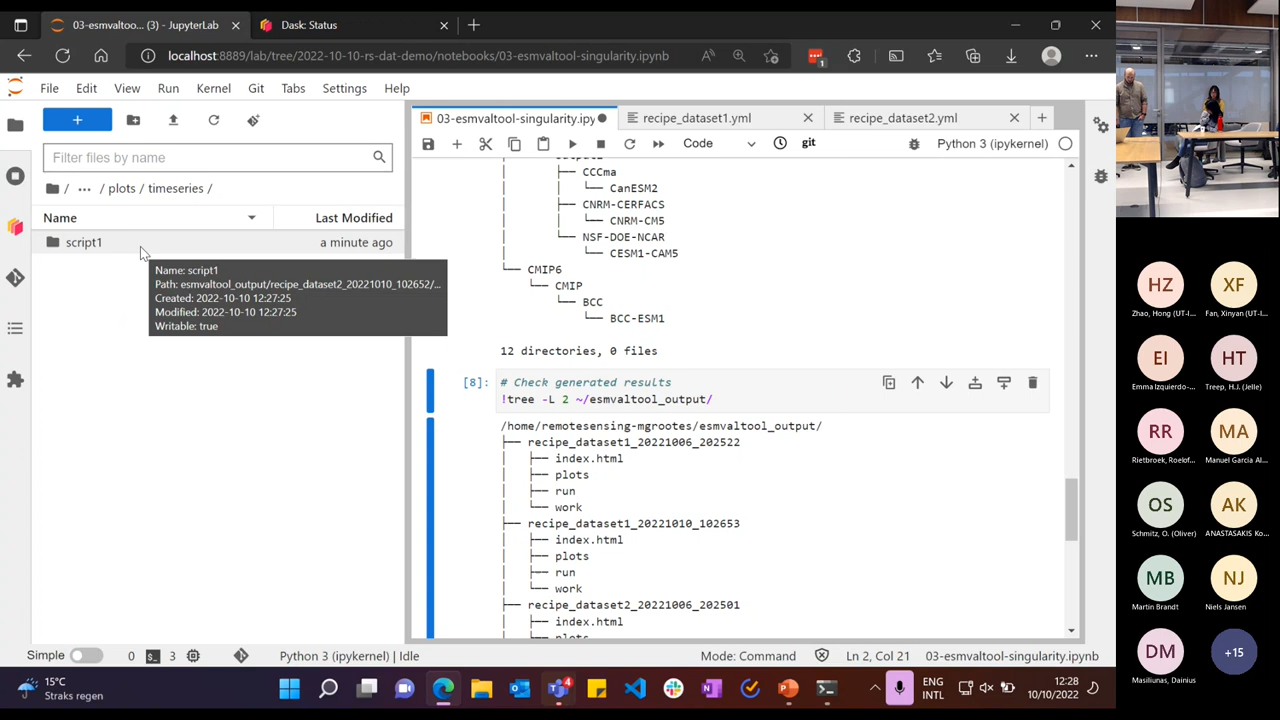 03-esmvaltoo... (3) - JupyterLab
Dask: Status
localhost:8889/lab/tree/2022-10-10-rs-dat-demo/notebooks/03-esmvaltool-singularity.ipynb
1
File Edit View Run Kernel Git Tabs Settings Help
Filter files by name
/ ... / plots / timeseries /
Name Last Modified
script1 a minute ago
Name: script1
Path: esmvaltool_output/recipe_dataset2_20221010_102652/...
Created: 2022-10-10 12:27:25
Modified: 2022-10-10 12:27:25
Writable: true
03-esmvaltool-singularity.ipy
recipe_dataset1.yml
recipe_dataset2.yml
Code
git
Python 3 (ipykernel)
├── CCCma
│ └── CanESM2
├── CNRM-CERFACS
│ └── CNRM-CM5
└── NSF-DOE-NCAR
└── CESM1-CAM5
└── CMIP6
└── CMIP
└── BCC
└── BCC-ESM1
12 directories, 0 files
[8]:
# Check generated results
!tree -L 2 ~/esmvaltool_output/
/home/remotesensing-mgrootes/esmvaltool_output/
├── recipe_dataset1_20221006_202522
│ ├── index.html
│ ├── plots
│ ├── run
│ └── work
├── recipe_dataset1_20221010_102653
│ ├── index.html
│ ├── plots
│ ├── run
│ └── work
├── recipe_dataset2_20221006_202501
│ ├── index.html
│ ├── plots
Simple 0 3 Python 3 (ipykernel) | Idle Mode: Command Ln 2, Col 21 03-esmvaltool-singularity.ipynb
15°C
Straks regen
4
ENG
INTL
12:28
10/10/2022
HZ
Zhao, Hong (UT-I...
XF
Fan, Xinyan (UT-I...
EI
Emma Izquierdo-...
HT
Treep, H.J. (Jelle)
RR
Rietbroek, Roelof...
MA
Manuel Garcia Al...
OS
Schmitz, O. (Oliver)
AK
ANASTASAKIS Ko...
MB
Martin Brandt
NJ
Niels Jansen
DM
Masiliunas, Dainius
+15